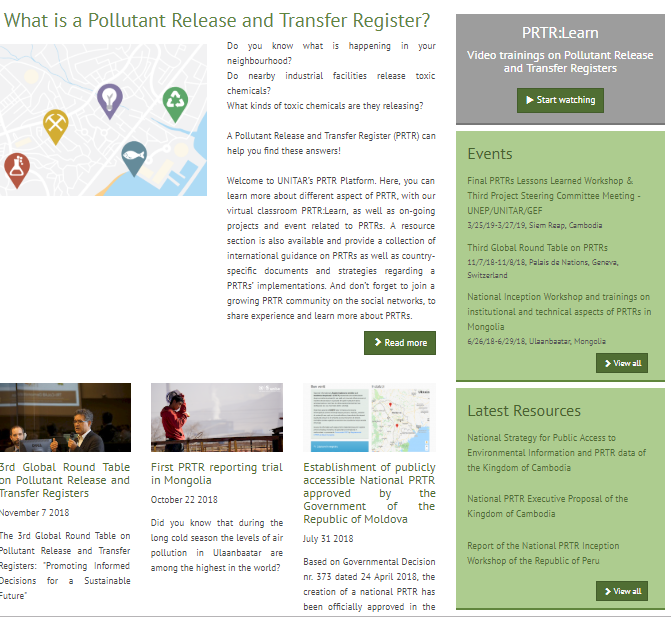 What is a Pollutant Release and Transfer Register?
Do you know what is happening in your
neighbourhood?
Do nearby industrial facilities release toxic
chemicals?
What kinds of toxic chemicals are they releasing?
A Pollutant Release and Transfer Register (PRTR) can
help you find these answers!
Welcome to UNITAR's PRTR Platform. Here, you can
learn more about different aspect of PRTR, with our
virtual classroom PRTR:Learn, as well as on-going
projects and event related to PRTRs. A resource
section is also available and provide a collection of
international guidance on PRTRs as well as country-
specific documents and strategies regarding a
PRTRs' implementations. And don't forget to join a
growing PRTR community on the social networks, to
share experience and learn more about PRTRs.
Read more
3rd Global Round Table
on Pollutant Release and
Transfer Registers
November 7 2018
The 3rd Global Round Table on
Pollutant Release and Transfer
Registers: "Promoting Informed
Decisions for a Sustainable
Future"
First PRTR reporting trial
in Mongolia
October 22 2018
Did you know that during the
long cold season the levels of air
pollution in Ulaanbaatar are
among the highest in the world?
Establishment of publicly
accessible National PRTR
approved by the
Government of the
Republic of Moldova
July 31 2018
Based on Governmental Decision
nr. 373 dated 24 April 2018, the
creation of a national PRTR has
been officially approved in the
PRTR:Learn
Video trainings on Pollutant Release
and Transfer Registers
Start watching
Events
Final PRTRs Lessons Learned Workshop &
Third Project Steering Committee Meeting -
UNEP/UNITAR/GEF
3/25/19-3/27/19, Siem Reap, Cambodia
Third Global Round Table on PRTRs
11/7/18-11/8/18, Palais de Nations, Geneva,
Switzerland
National Inception Workshop and trainings on
institutional and technical aspects of PRTRs in
Mongolia
6/26/18-6/29/18, Ulaanbaatar, Mongolia
View all
Latest Resources
National Strategy for Public Access to
Environmental Information and PRTR data of
the Kingdom of Cambodia
National PRTR Executive Proposal of the
Kingdom of Cambodia
Report of the National PRTR Inception
Workshop of the Republic of Peru
View all